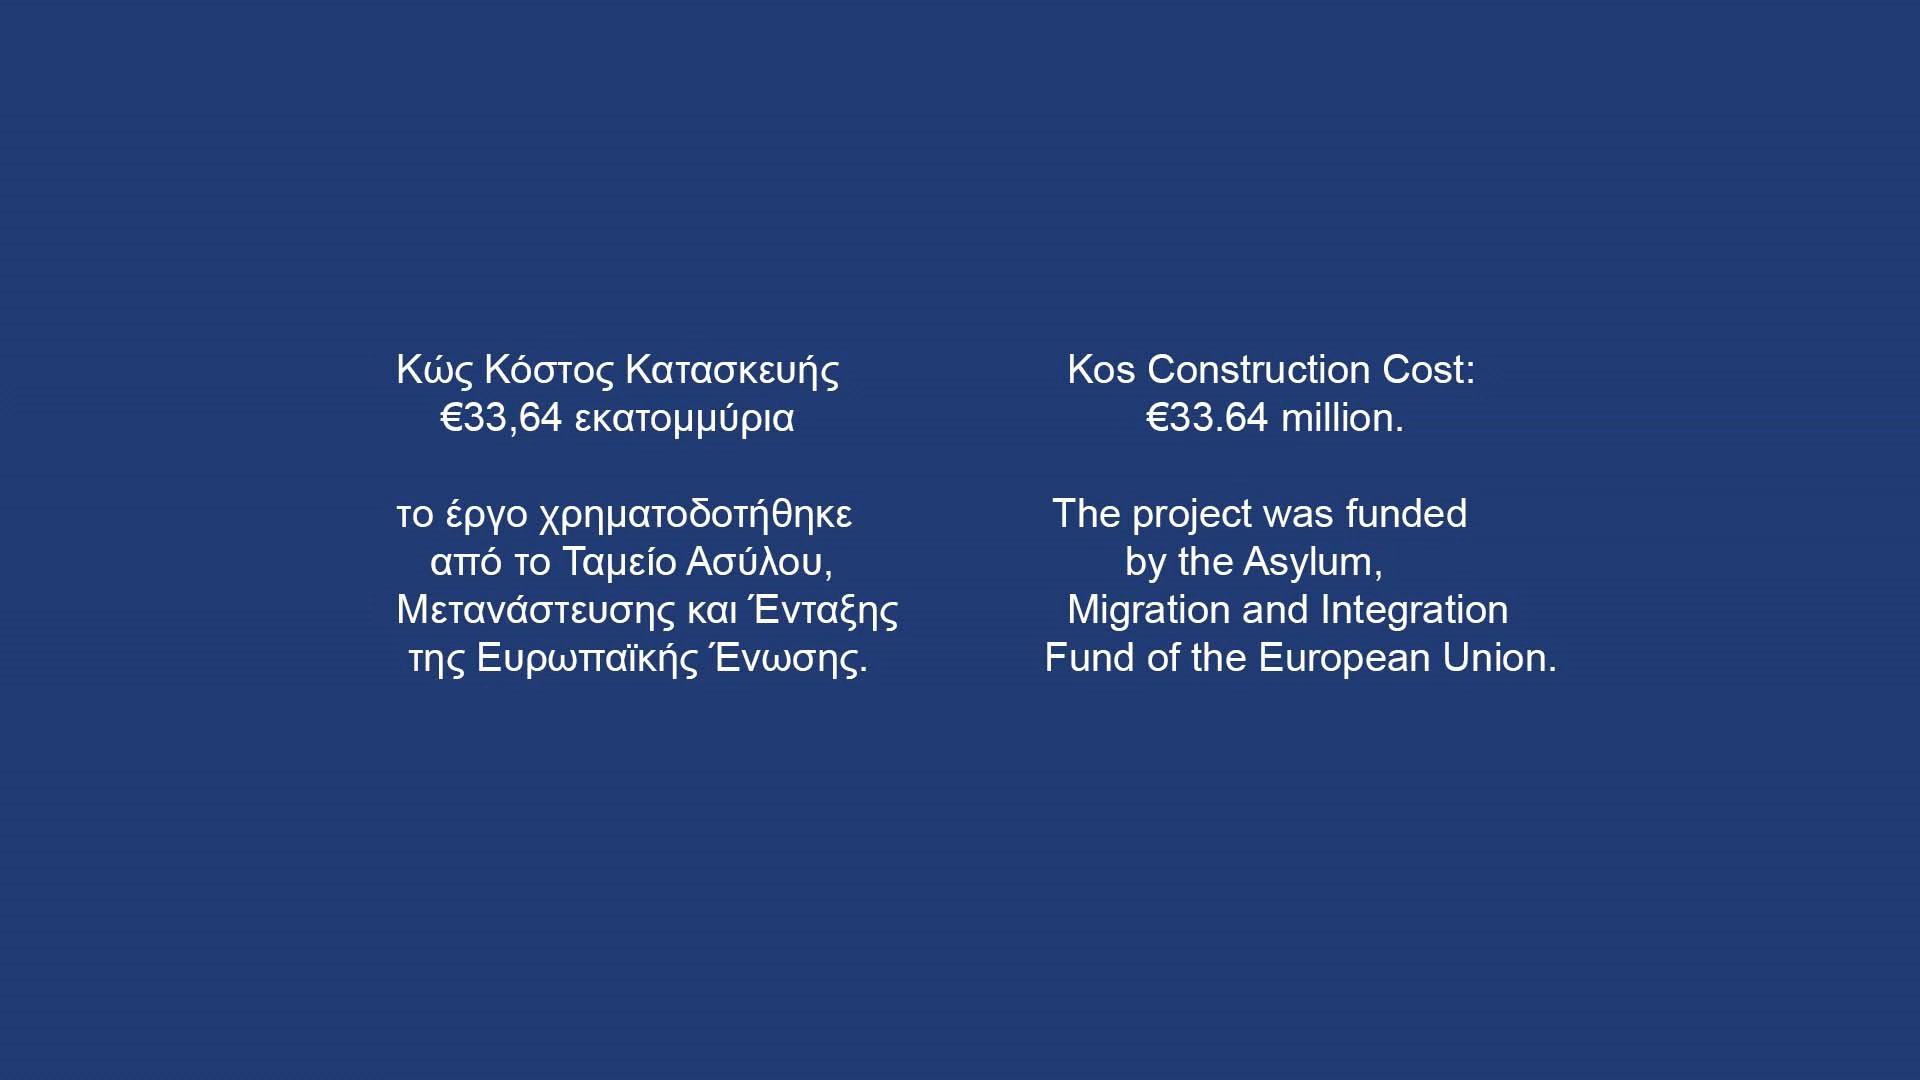 Κώς Κόστος Κατασκευής
€33,64 εκατομμύρια
το έργο χρηματοδοτήθηκε
από το Ταμείο Ασύλου,
Μετανάστευσης και Ένταξης
της Ευρωπαϊκής Ένωσης.
Kos Construction Cost:
€33.64 million.
The project was funded
by the Asylum,
Migration and Integration
Fund of the European Union.